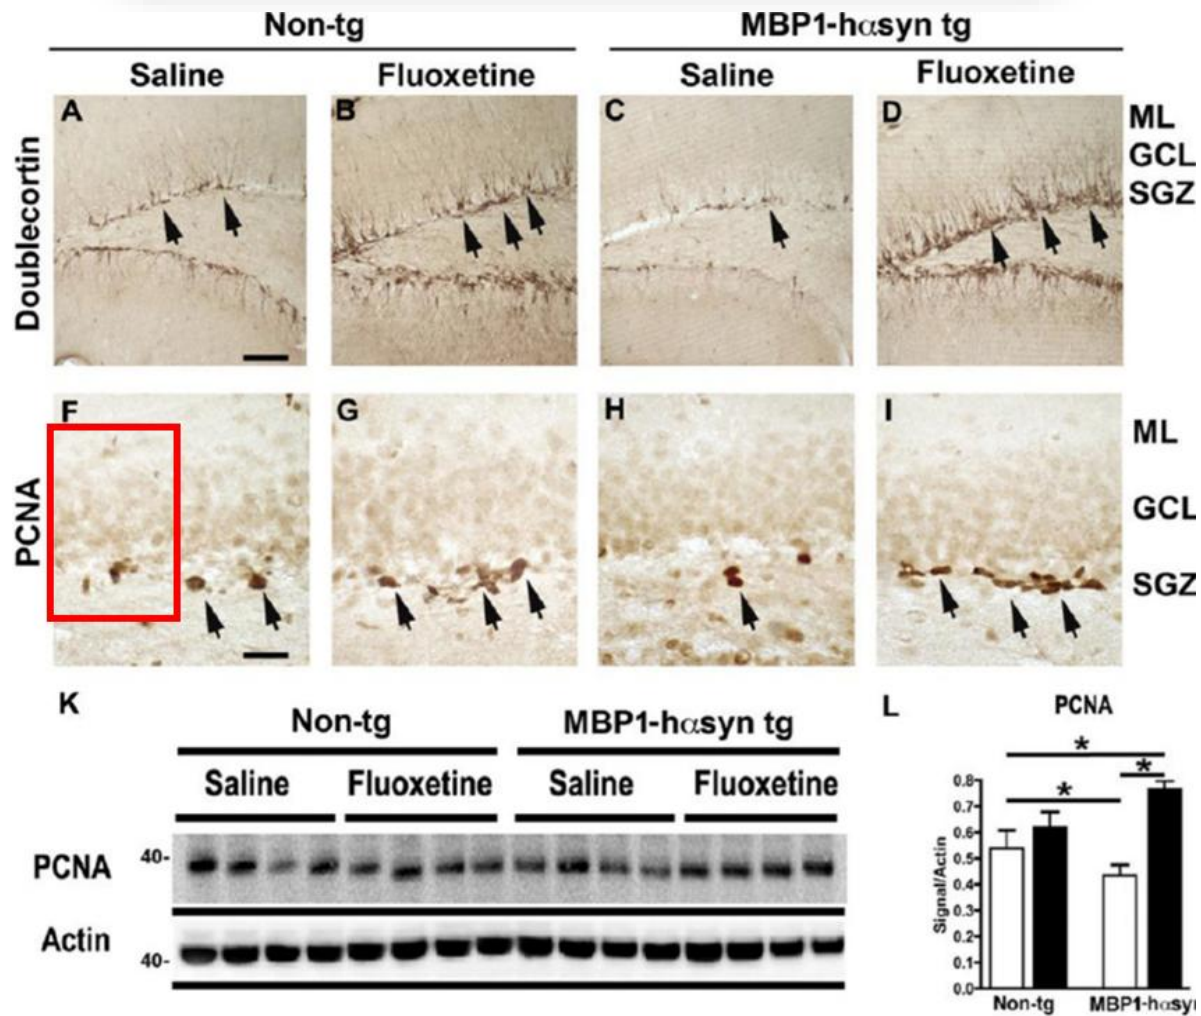 Non-tg MBP1-hαsyn tg
Saline Fluoxetine Saline Fluoxetine
A B C D
Doublecortin
ML
GCL
SGZ
F G H I
PCNA
ML
GCL
SGZ
K
Non-tg MBP1-hαsyn tg
Saline Fluoxetine Saline Fluoxetine
PCNA 40-
Actin 40-
L PCNA
* 
* *
Signal/Actin
0.8
0.7
0.6
0.5
0.4
0.3
0.2
0.1
0.0
Non-tg MBP1-hαsyn